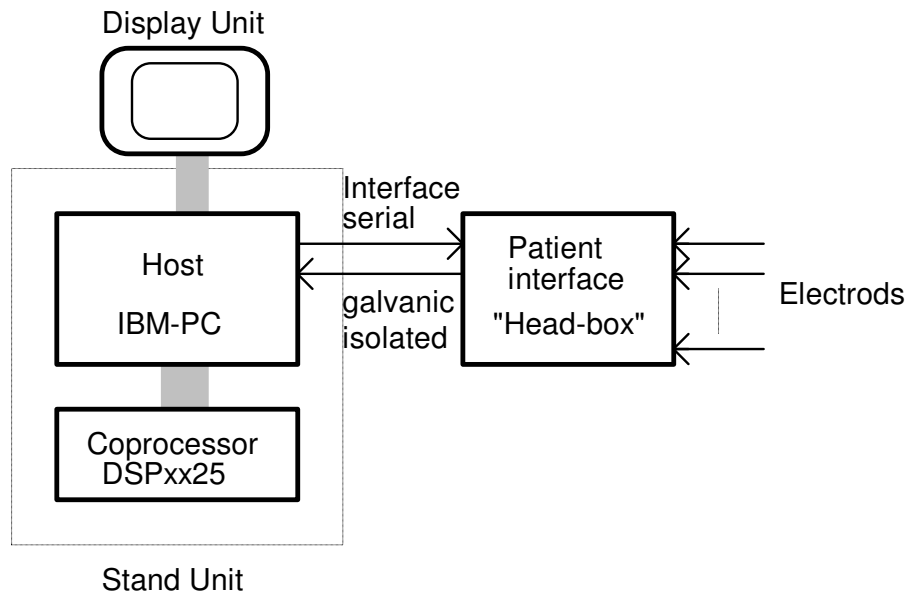 Display Unit
Interface
serial
Host
IBM-PC
galvanic
isolated
Patient
interface
"Head-box"
Electrods
Coprocessor
DSPxx25
Stand Unit